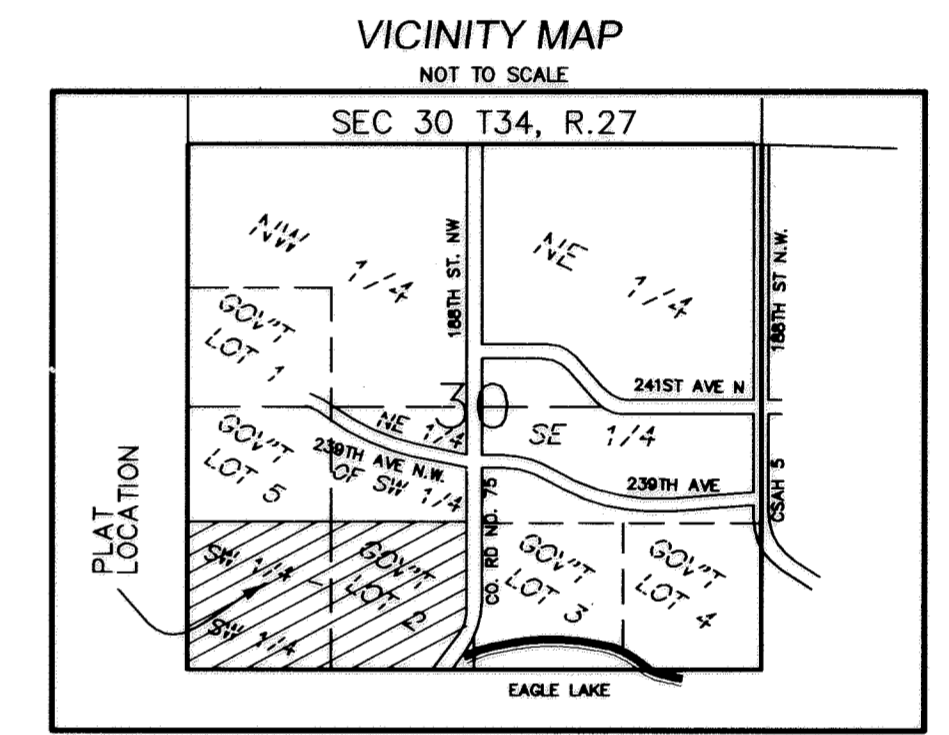 VICINITY MAP
NOT TO SCALE
SEC 30 T34, R.27
NW 1/4
NE 1/4
188TH ST. NW
188TH ST N.W.
GOV'T
LOT 1
241ST AVE N
30
NE 1/4
OF SW 1/4
SE 1/4
239TH AVE N.W.
239TH AVE
GOV'T
LOT 5
CO. RD NO. 75
CSAH 5
PLAT
LOCATION
SW 1/4 -
SW 1/4
GOV'T
LOT 2
GOV'T
LOT 3
GOV'T
LOT 4
EAGLE LAKE